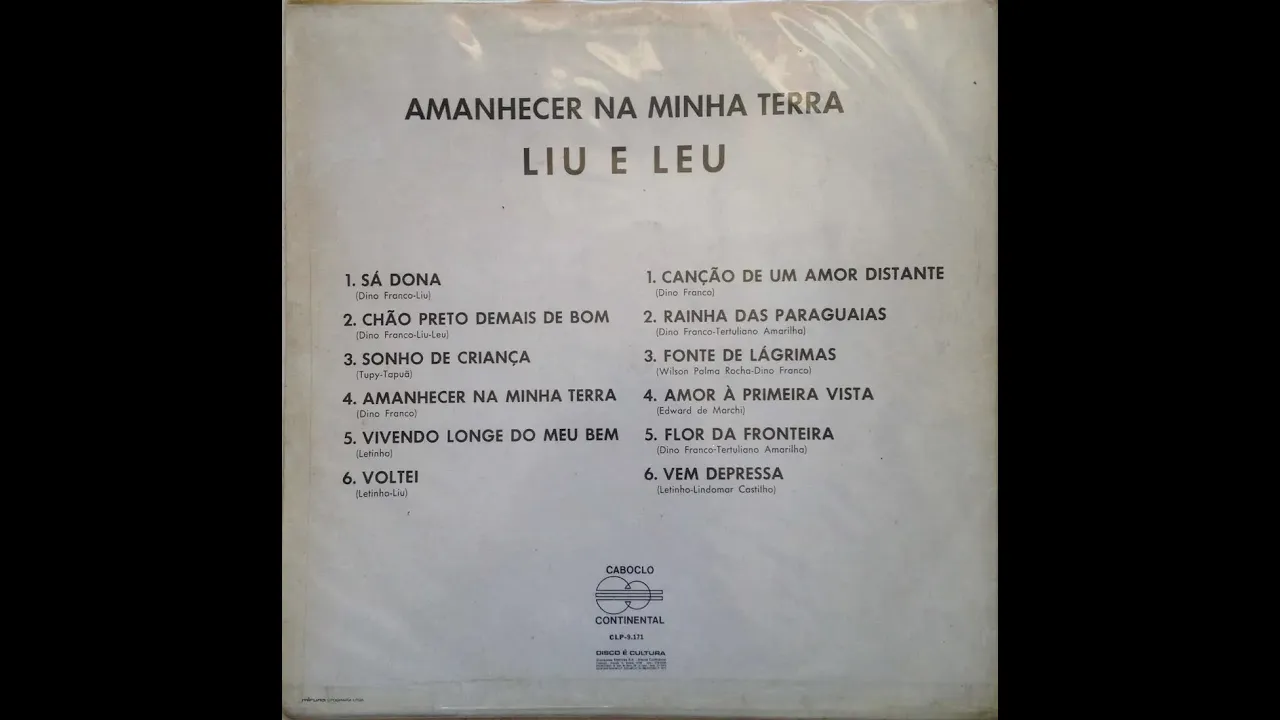 AMANHECER NA MINHA TERRA
LIU E LEU
1. SÁ DONA
(Dino Franco-Liu)
2. CHÃO PRETO DEMAIS DE BOM
(Dino Franco-Liu-Leu)
3. SONHO DE CRIANÇA
(Tupy-Tapuã)
4. AMANHECER NA MINHA TERRA
(Dino Franco)
5. VIVENDO LONGE DO MEU BEM
(Letinho)
6. VOLTEI
(Letinho-Liu)
1. CANÇÃO DE UM AMOR DISTANTE
(Dino Franco)
2. RAINHA DAS PARAGUAIAS
(Dino Franco-Tertuliano Amarilha)
3. FONTE DE LÁGRIMAS
(Wilson Palma Rocha-Dino Franco)
4. AMOR À PRIMEIRA VISTA
(Edward de Marchi)
5. FLOR DA FRONTEIRA
(Dino Franco-Tertuliano Amarilha)
6. VEM DEPRESSA
(Letinho-Lindomar Castilho)
CABOCLO
CONTINENTAL
CLP-9.171
DISCO É CULTURA